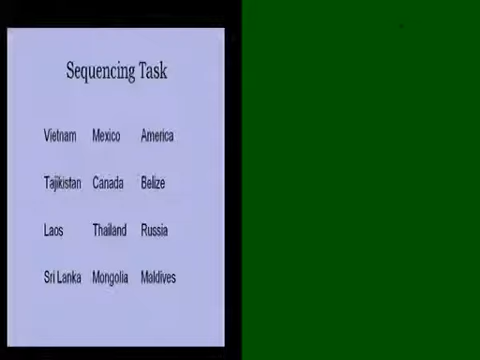 Sequencing Task
Vietnam Mexico America
Tajikistan Canada Belize
Laos Thailand Russia
Sri Lanka Mongolia Maldives